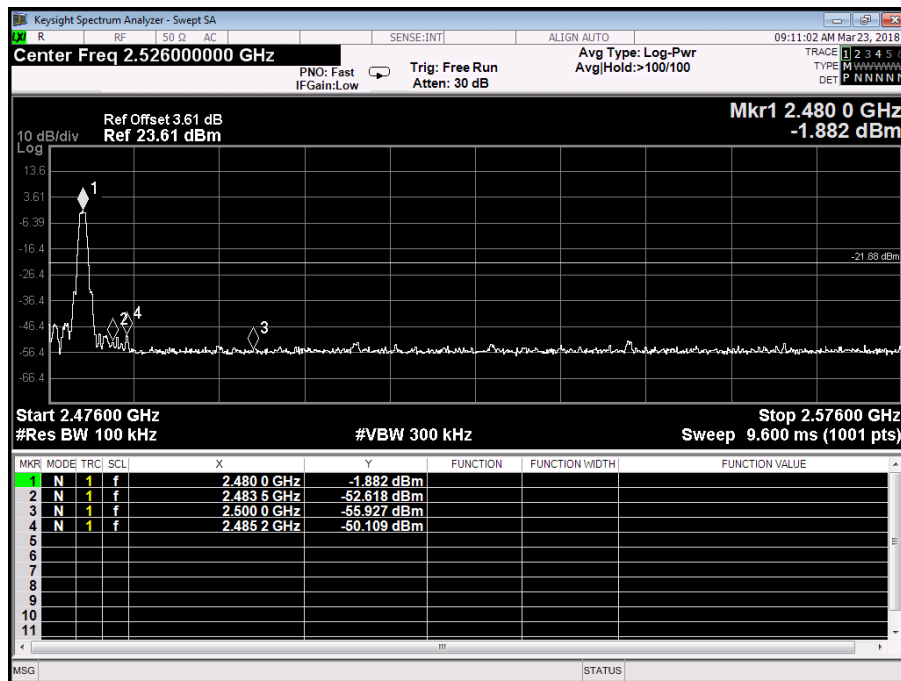 Keysight Spectrum Analyzer - Swept SA
LXI R RF 50 Ω AC SENSE:INT ALIGN AUTO 09:11:02 AM Mar 23, 2018
Center Freq 2.526000000 GHz
PNO: Fast
IFGain:Low
Trig: Free Run
Atten: 30 dB
Avg Type: Log-Pwr
Avg|Hold:>100/100
TRACE 1 2 3 4 5
TYPE M
DET P N N N N
Mkr1 2.480 0 GHz
-1.882 dBm
Ref Offset 3.61 dB
10 dB/div Ref 23.61 dBm
Log
13.6
1
3.61
-6.39
-16.4
-21.88 dBm
-26.4
-36.4
2 4
3
-46.4
-56.4
-66.4
Start 2.47600 GHz Stop 2.57600 GHz
#Res BW 100 kHz #VBW 300 kHz Sweep 9.600 ms (1001 pts)
MKR MODE TRC SCL X Y FUNCTION FUNCTION WIDTH FUNCTION VALUE
1 N 1 f 2.480 0 GHz -1.882 dBm
2 N 1 f 2.483 5 GHz -52.618 dBm
3 N 1 f 2.500 0 GHz -55.927 dBm
4 N 1 f 2.485 2 GHz -50.109 dBm
5
6
7
8
9
10
11
MSG STATUS